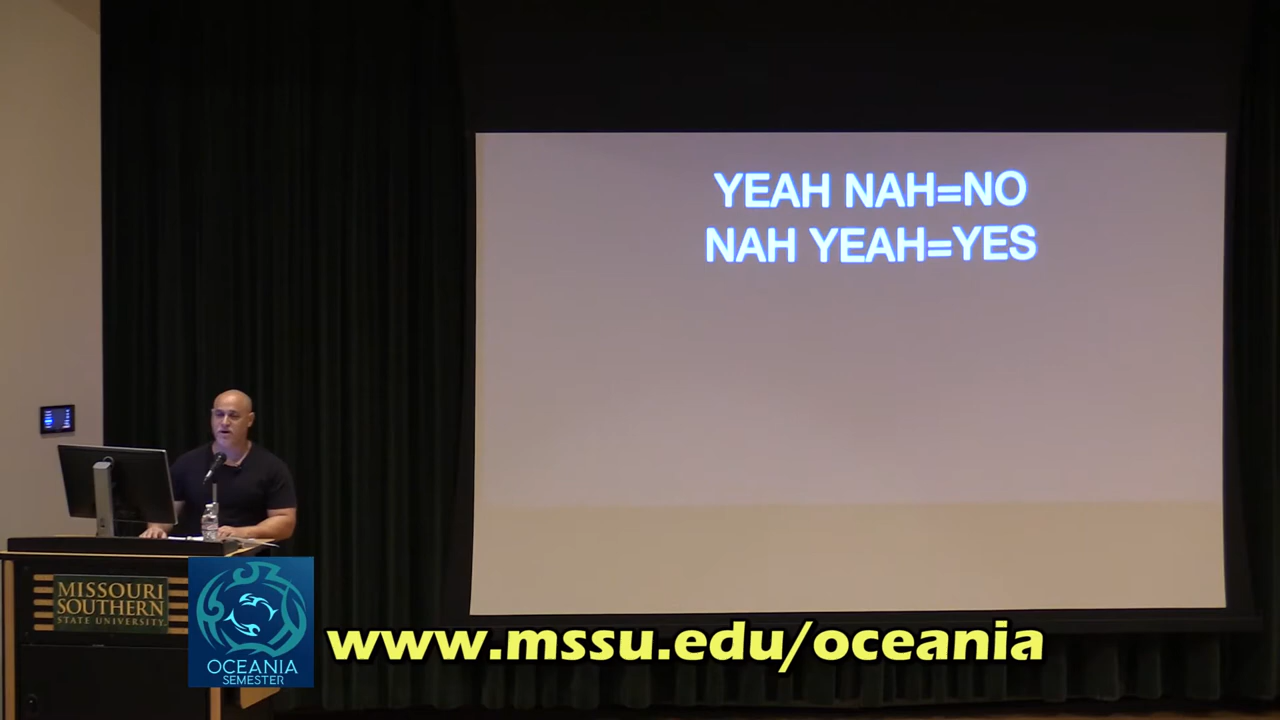 YEAH NAH=NO
NAH YEAH=YES
MISSOURI
SOUTHERN
STATE UNIVERSITY.
OCEANIA
SEMESTER
www.mssu.edu/oceania